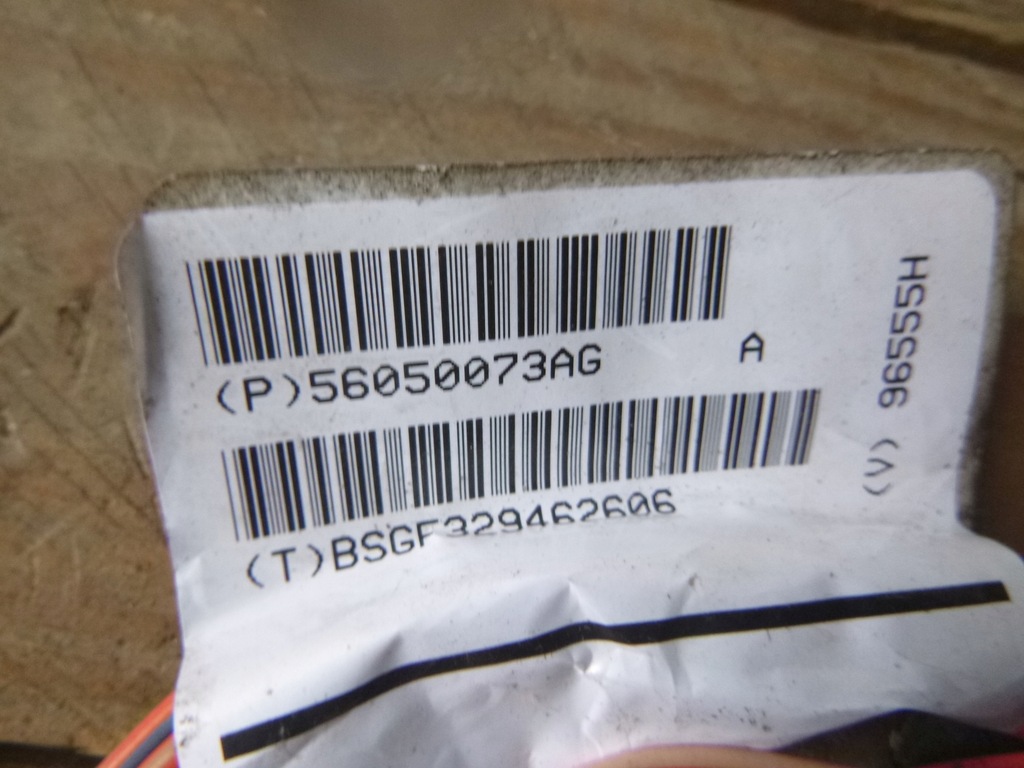 (P)56050073AG
A
(T)BSGF329462606
(V) 96555H